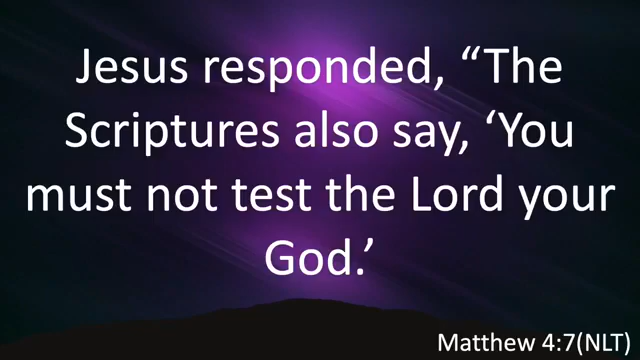 Jesus responded, “The
Scriptures also say, ‘You
must not test the Lord your
God.’
Matthew 4:7(NLT)